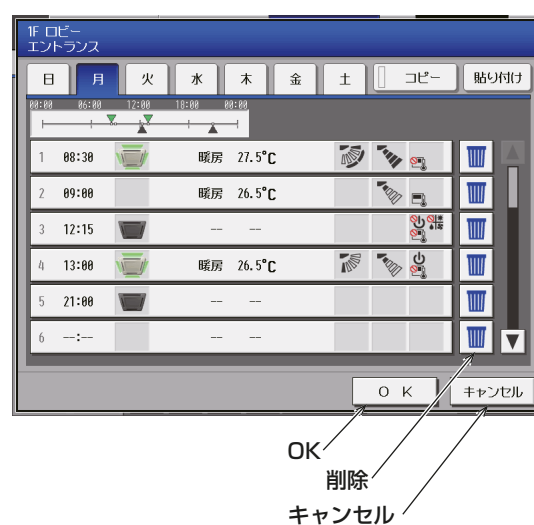 1F ロビー
エントランス
日 月 火 水 木 金 土 コピー 貼り付け
00:00 06:00 12:00 18:00 00:00
1 08:30 暖房 27.5℃
2 09:00 暖房 26.5℃
3 12:15 -- --
4 13:00 暖房 26.5℃
5 21:00 -- --
6 --:-- -- --
OK キャンセル
OK
削除
キャンセル